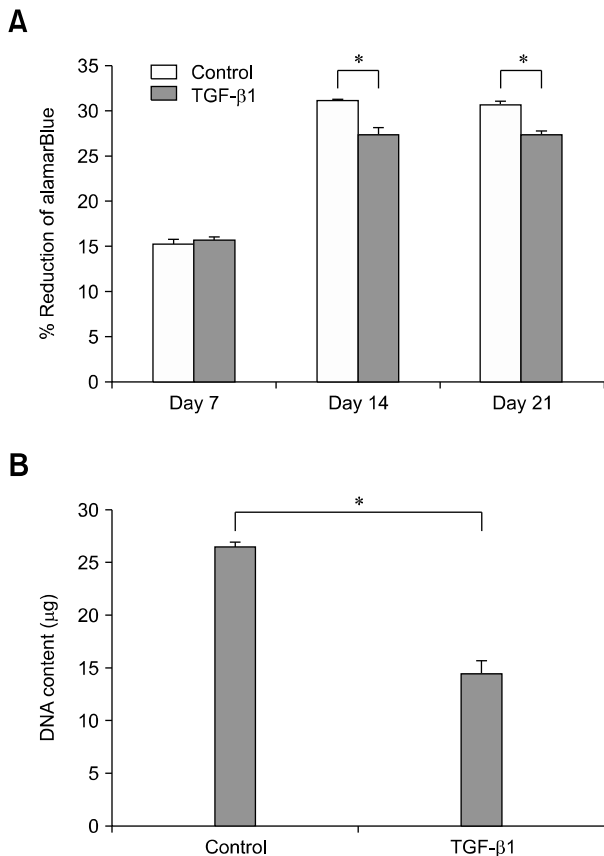 A
Control
TGF-β1
% Reduction of alamarBlue
35
30
25
20
15
10
5
0
*
*
Day 7 Day 14 Day 21
B
DNA content (μg)
30
25
20
15
10
5
0
*
Control TGF-β1